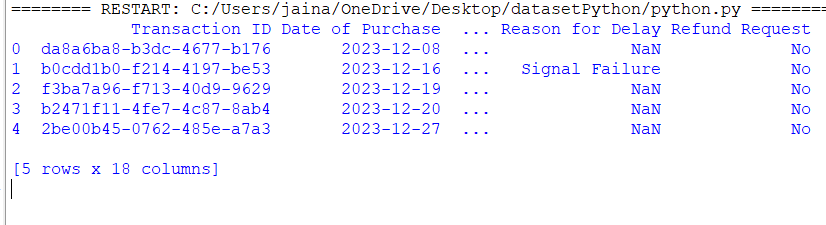 ======== RESTART: C:/Users/jaina/OneDrive/Desktop/datasetPython/python.py ========
Transaction ID Date of Purchase ... Reason for Delay Refund Request
0 da8a6ba8-b3dc-4677-b176 2023-12-08 ... NaN No
1 b0cdd1b0-f214-4197-be53 2023-12-16 ... Signal Failure No
2 f3ba7a96-f713-40d9-9629 2023-12-19 ... NaN No
3 b2471f11-4fe7-4c87-8ab4 2023-12-20 ... NaN No
4 2be00b45-0762-485e-a7a3 2023-12-27 ... NaN No
[5 rows x 18 columns]